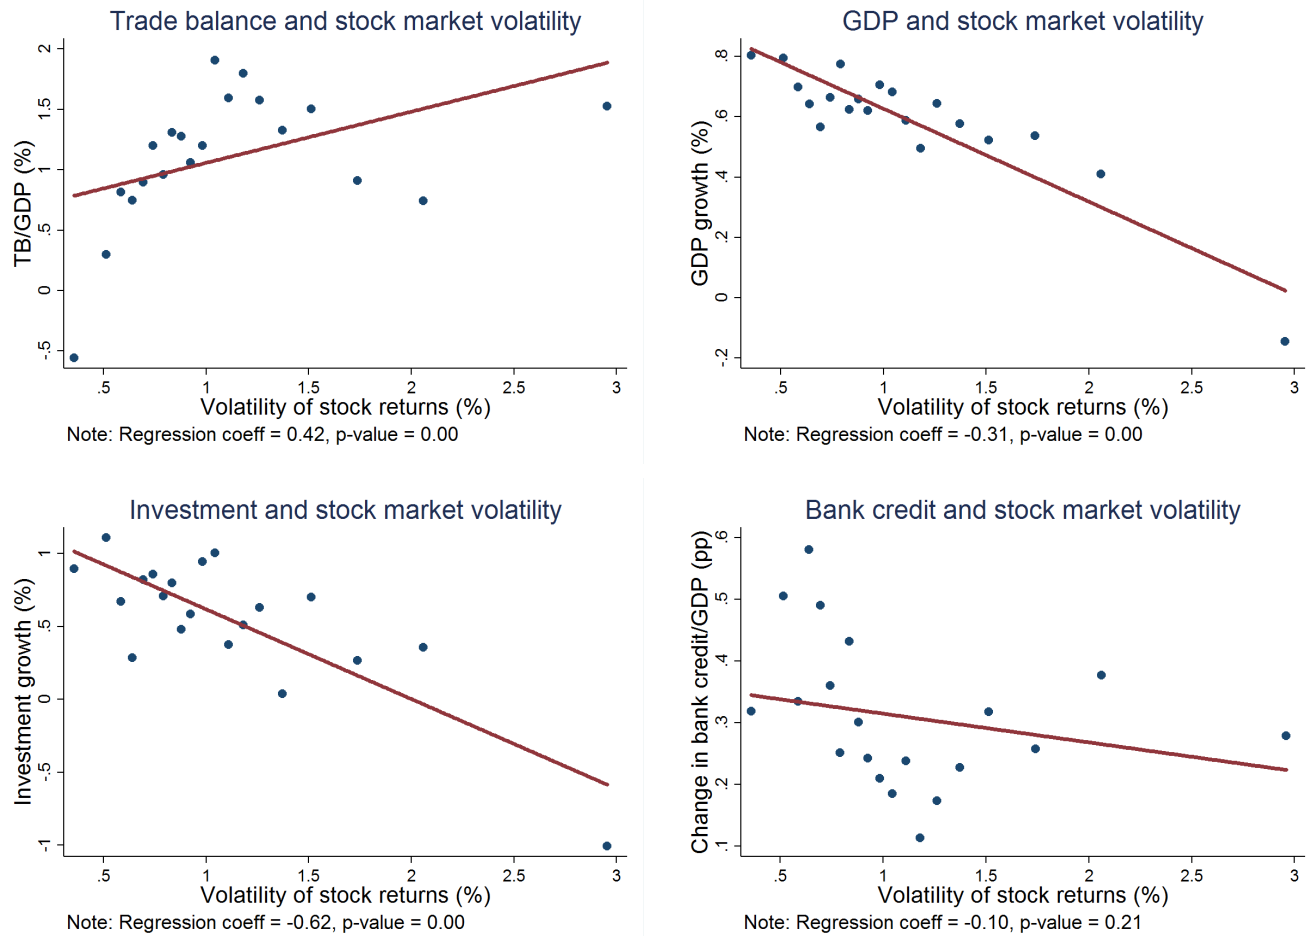 Trade balance and stock market volatility
TB/GDP (%)
2
1.5
1
.5
0
-.5
.5 1 1.5 2 2.5 3
Volatility of stock returns (%)
Note: Regression coeff = 0.42, p-value = 0.00
GDP and stock market volatility
GDP growth (%)
.8
.6
.4
.2
0
-.2
.5 1 1.5 2 2.5 3
Volatility of stock returns (%)
Note: Regression coeff = -0.31, p-value = 0.00
Investment and stock market volatility
Investment growth (%)
1
.5
0
-.5
-1
.5 1 1.5 2 2.5 3
Volatility of stock returns (%)
Note: Regression coeff = -0.62, p-value = 0.00
Bank credit and stock market volatility
Change in bank credit/GDP (pp)
.6
.5
.4
.3
.2
.1
.5 1 1.5 2 2.5 3
Volatility of stock returns (%)
Note: Regression coeff = -0.10, p-value = 0.21